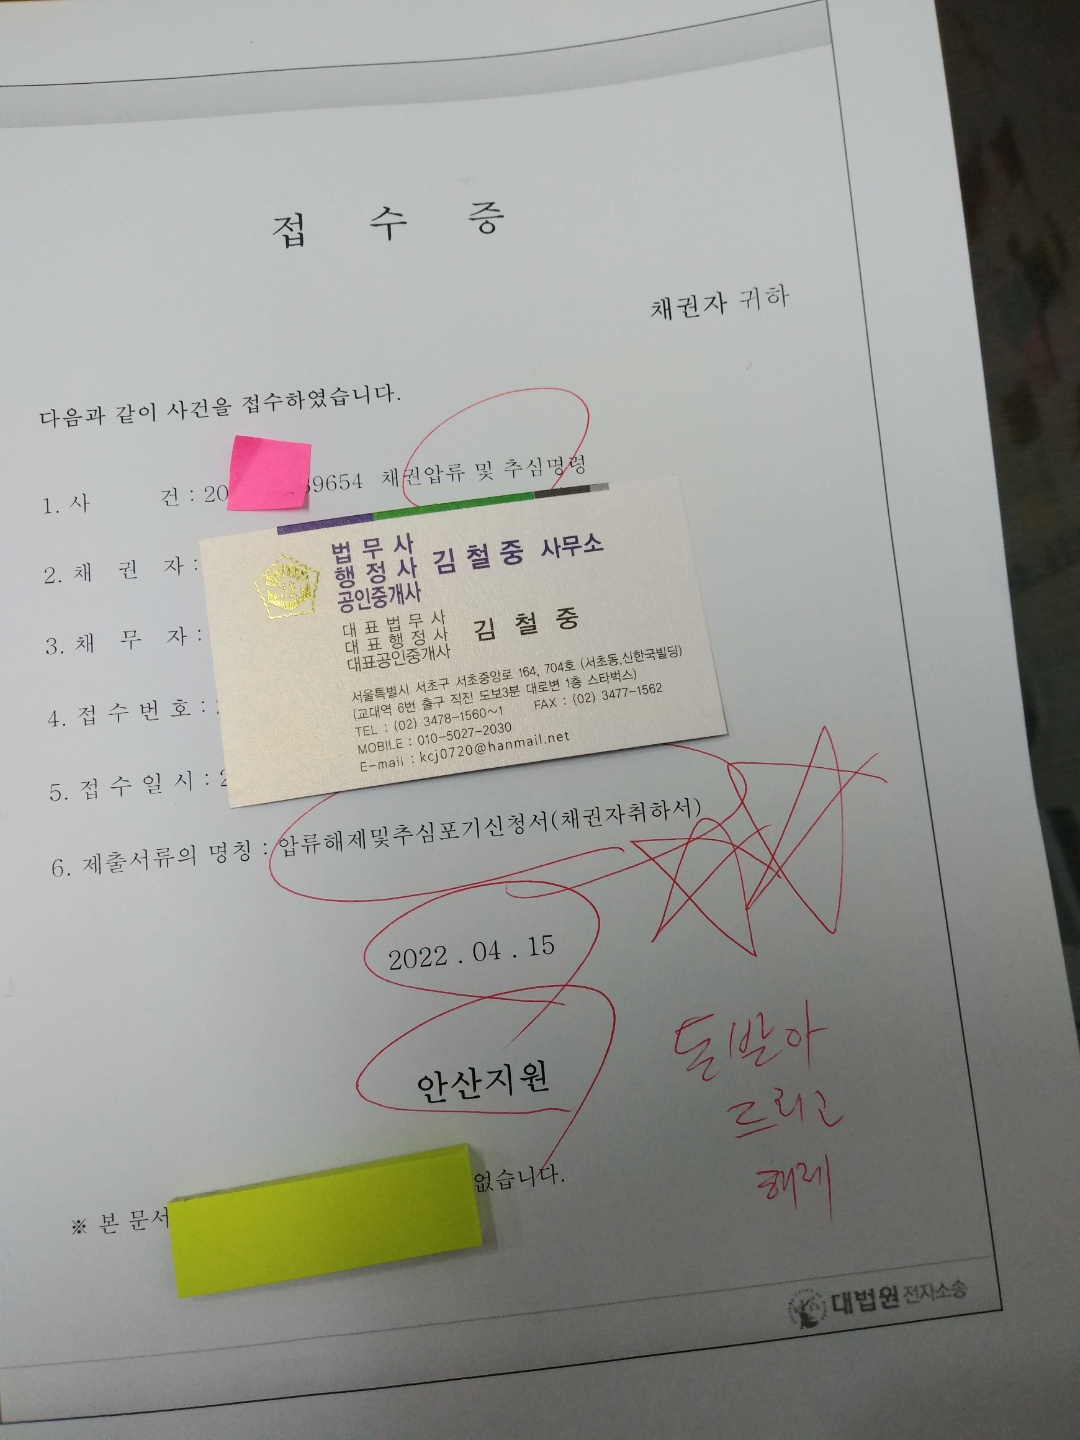 접 수 증
채권자 귀하
다음과 같이 사건을 접수하였습니다.
1. 사 건 : 20 39654 채권압류 및 추심명령
2. 채 권 자 :
3. 채 무 자 :
4. 접 수 번 호 :
5. 접 수 일 시 : 2
6. 제출서류의 명칭 : 압류해제및추심포기신청서(채권자취하서)
2022 . 04 . 15
안산지원
※ 본 문서 없습니다.
대법원 전자소송
법 무 사
행 정 사
공인중개사
김 철 중 사무소
대 표 법 무 사
대 표 행 정 사
대표공인중개사
김 철 중
서울특별시 서초구 서초중앙로 164, 704호 (서초동,신한국빌딩)
(교대역 6번 출구 직진 도보3분 대로변 1층 스타벅스)
TEL : (02) 3478-1560~1 FAX : (02) 3477-1562
MOBILE : 010-5027-2030
E-mail : kcj0720@hanmail.net
돈받아
드리고
해제